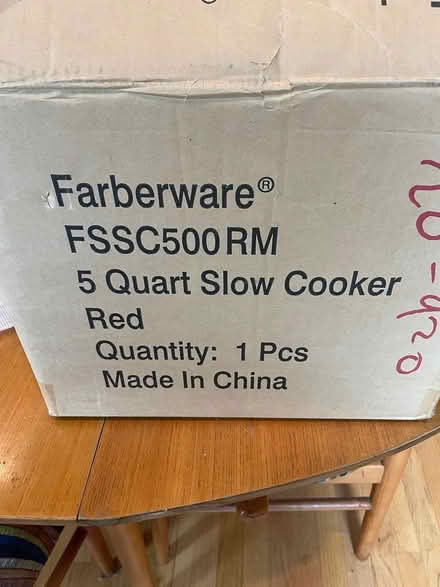 Farberware®
FSSC500RM
5 Quart Slow Cooker
Red
Quantity: 1 Pcs
Made In China